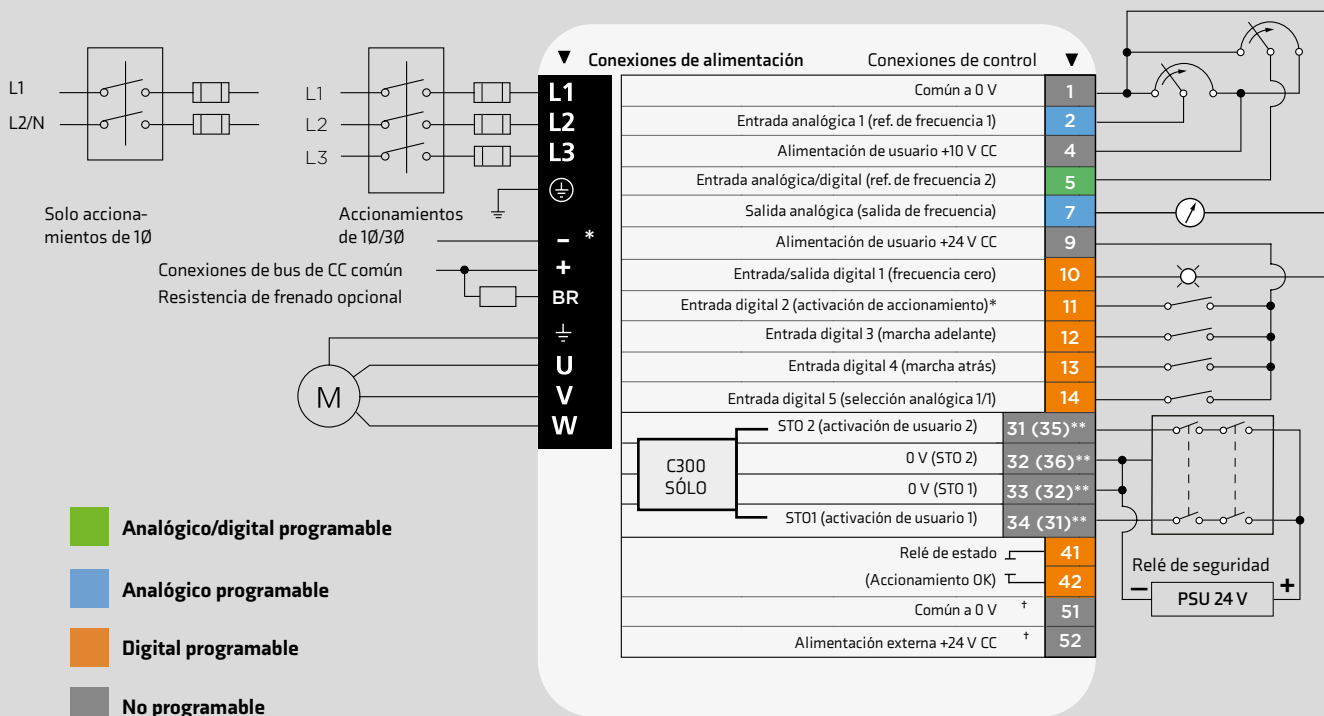 ▼ Conexiones de alimentación
Conexiones de control ▼
L1
L2/N
Solo acciona-
mientos de 1Ø
L1
L2
L3
Accionamientos
de 1Ø/3Ø
Conexiones de bus de CC común
Resistencia de frenado opcional
M
L1
L2
L3
- *
+
BR
U
V
W
Común a 0 V 1
Entrada analógica 1 (ref. de frecuencia 1) 2
Alimentación de usuario +10 V CC 4
Entrada analógica/digital (ref. de frecuencia 2) 5
Salida analógica (salida de frecuencia) 7
Alimentación de usuario +24 V CC 9
Entrada/salida digital 1 (frecuencia cero) 10
Entrada digital 2 (activación de accionamiento)* 11
Entrada digital 3 (marcha adelante) 12
Entrada digital 4 (marcha atrás) 13
Entrada digital 5 (selección analógica 1/1) 14
C300
SÓLO
STO 2 (activación de usuario 2) 31 (35)**
0 V (STO 2) 32 (36)**
0 V (STO 1) 33 (32)**
STO1 (activación de usuario 1) 34 (31)**
Relé de estado 41
(Accionamiento OK) 42
Común a 0 V † 51
Alimentación externa +24 V CC † 52
Relé de seguridad
− PSU 24 V +
Analógico/digital programable
Analógico programable
Digital programable
No programable